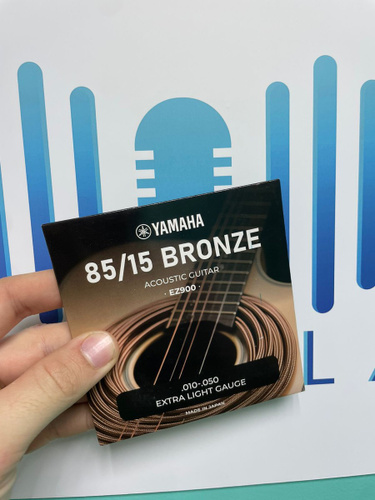 YAMAHA
85/15 BRONZE
ACOUSTIC GUITAR
· EZ900 ·
.010-.050
EXTRA LIGHT GAUGE
MADE IN JAPAN
L A